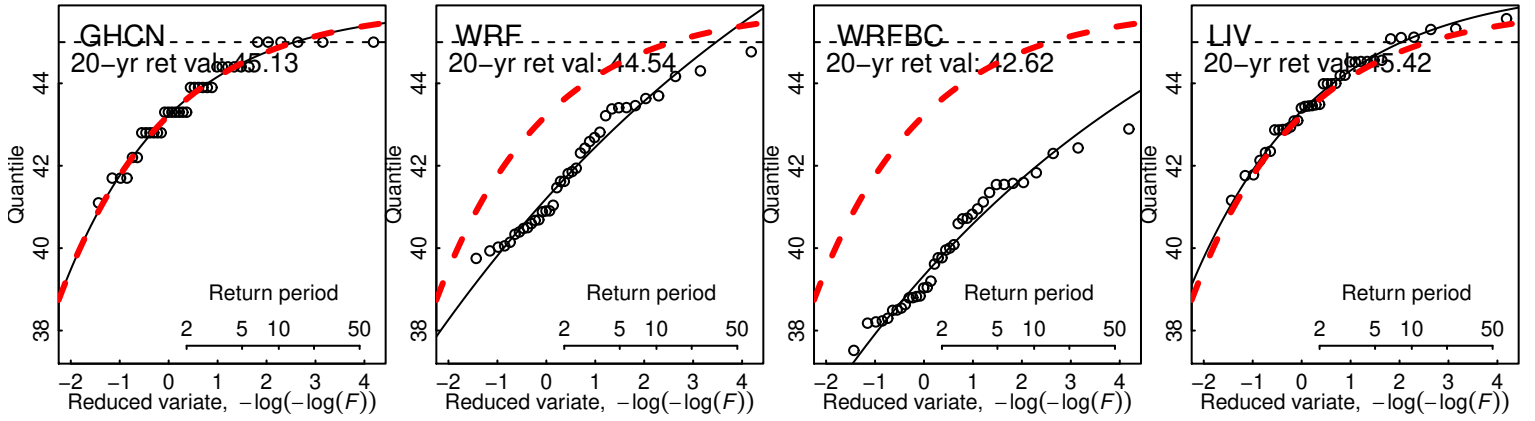 GHCN
20−yr ret val: 45.13
Quantile
44
42
40
38
Return period
2 5 10 50
−2 −1 0 1 2 3 4
Reduced variate, −log(−log(F))
WRF
20−yr ret val: 44.54
Quantile
44
42
40
38
Return period
2 5 10 50
−2 −1 0 1 2 3 4
Reduced variate, −log(−log(F))
WRFBC
20−yr ret val: 42.62
Quantile
44
42
40
38
Return period
2 5 10 50
−2 −1 0 1 2 3 4
Reduced variate, −log(−log(F))
LIV
20−yr ret val: 45.42
Quantile
44
42
40
38
Return period
2 5 10 50
−2 −1 0 1 2 3 4
Reduced variate, −log(−log(F))